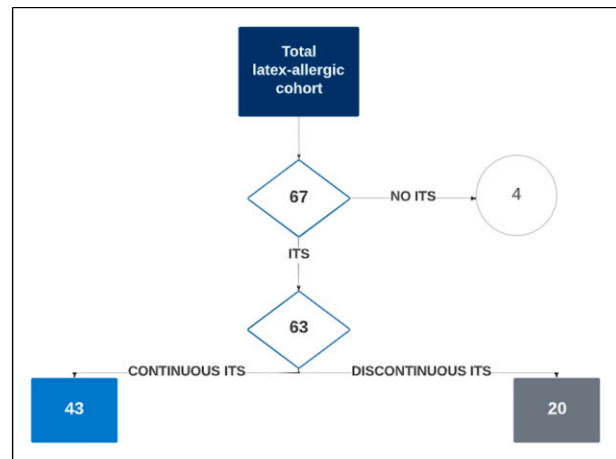 Total
latex-allergic
cohort
67
NO ITS
4
ITS
63
CONTINUOUS ITS
DISCONTINUOUS ITS
43
20